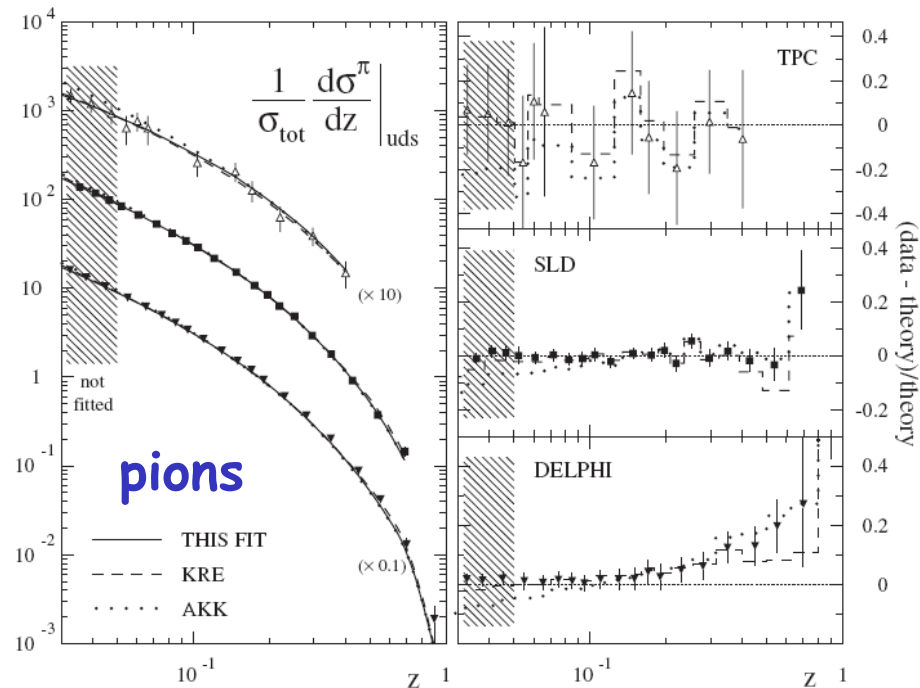 10^4
10^3
10^2
10
1
10^-1
10^-2
10^-3
1/σ_tot dσ^π/dz |_uds
(× 10)
not
fitted
pions
THIS FIT
KRE
AKK
(× 0.1)
10^-1
z
1
TPC
0.4
0.2
0
-0.2
-0.4
SLD
0.4
0.2
0
-0.2
DELPHI
0.4
0.2
0
(data - theory)/theory
10^-1
z
1